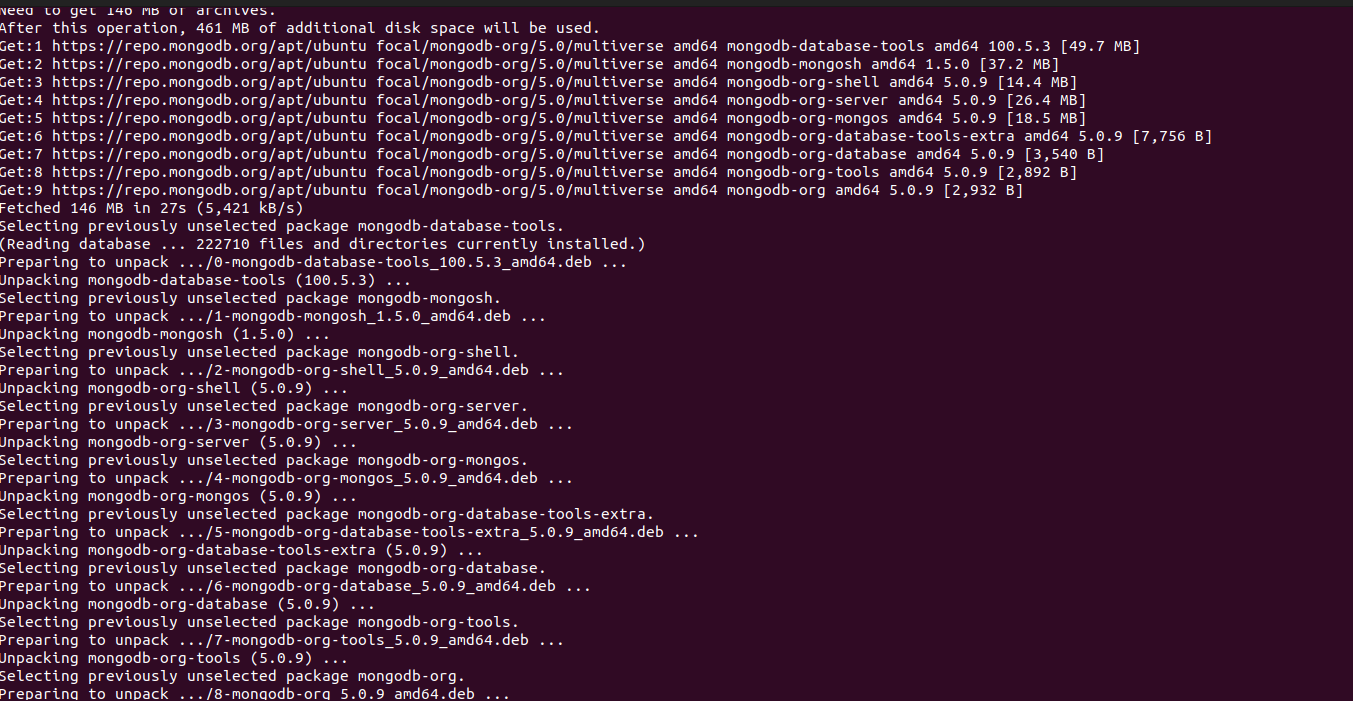 Need to get 146 MB of archives.
After this operation, 461 MB of additional disk space will be used.
Get:1 https://repo.mongodb.org/apt/ubuntu focal/mongodb-org/5.0/multiverse amd64 mongodb-database-tools amd64 100.5.3 [49.7 MB]
Get:2 https://repo.mongodb.org/apt/ubuntu focal/mongodb-org/5.0/multiverse amd64 mongodb-mongosh amd64 1.5.0 [37.2 MB]
Get:3 https://repo.mongodb.org/apt/ubuntu focal/mongodb-org/5.0/multiverse amd64 mongodb-org-shell amd64 5.0.9 [14.4 MB]
Get:4 https://repo.mongodb.org/apt/ubuntu focal/mongodb-org/5.0/multiverse amd64 mongodb-org-server amd64 5.0.9 [26.4 MB]
Get:5 https://repo.mongodb.org/apt/ubuntu focal/mongodb-org/5.0/multiverse amd64 mongodb-org-mongos amd64 5.0.9 [18.5 MB]
Get:6 https://repo.mongodb.org/apt/ubuntu focal/mongodb-org/5.0/multiverse amd64 mongodb-org-database-tools-extra amd64 5.0.9 [7,756 B]
Get:7 https://repo.mongodb.org/apt/ubuntu focal/mongodb-org/5.0/multiverse amd64 mongodb-org-database amd64 5.0.9 [3,540 B]
Get:8 https://repo.mongodb.org/apt/ubuntu focal/mongodb-org/5.0/multiverse amd64 mongodb-org-tools amd64 5.0.9 [2,892 B]
Get:9 https://repo.mongodb.org/apt/ubuntu focal/mongodb-org/5.0/multiverse amd64 mongodb-org amd64 5.0.9 [2,932 B]
Fetched 146 MB in 27s (5,421 kB/s)
Selecting previously unselected package mongodb-database-tools.
(Reading database ... 222710 files and directories currently installed.)
Preparing to unpack .../0-mongodb-database-tools_100.5.3_amd64.deb ...
Unpacking mongodb-database-tools (100.5.3) ...
Selecting previously unselected package mongodb-mongosh.
Preparing to unpack .../1-mongodb-mongosh_1.5.0_amd64.deb ...
Unpacking mongodb-mongosh (1.5.0) ...
Selecting previously unselected package mongodb-org-shell.
Preparing to unpack .../2-mongodb-org-shell_5.0.9_amd64.deb ...
Unpacking mongodb-org-shell (5.0.9) ...
Selecting previously unselected package mongodb-org-server.
Preparing to unpack .../3-mongodb-org-server_5.0.9_amd64.deb ...
Unpacking mongodb-org-server (5.0.9) ...
Selecting previously unselected package mongodb-org-mongos.
Preparing to unpack .../4-mongodb-org-mongos_5.0.9_amd64.deb ...
Unpacking mongodb-org-mongos (5.0.9) ...
Selecting previously unselected package mongodb-org-database-tools-extra.
Preparing to unpack .../5-mongodb-org-database-tools-extra_5.0.9_amd64.deb ...
Unpacking mongodb-org-database-tools-extra (5.0.9) ...
Selecting previously unselected package mongodb-org-database.
Preparing to unpack .../6-mongodb-org-database_5.0.9_amd64.deb ...
Unpacking mongodb-org-database (5.0.9) ...
Selecting previously unselected package mongodb-org-tools.
Preparing to unpack .../7-mongodb-org-tools_5.0.9_amd64.deb ...
Unpacking mongodb-org-tools (5.0.9) ...
Selecting previously unselected package mongodb-org.
Preparing to unpack .../8-mongodb-org_5.0.9_amd64.deb ...